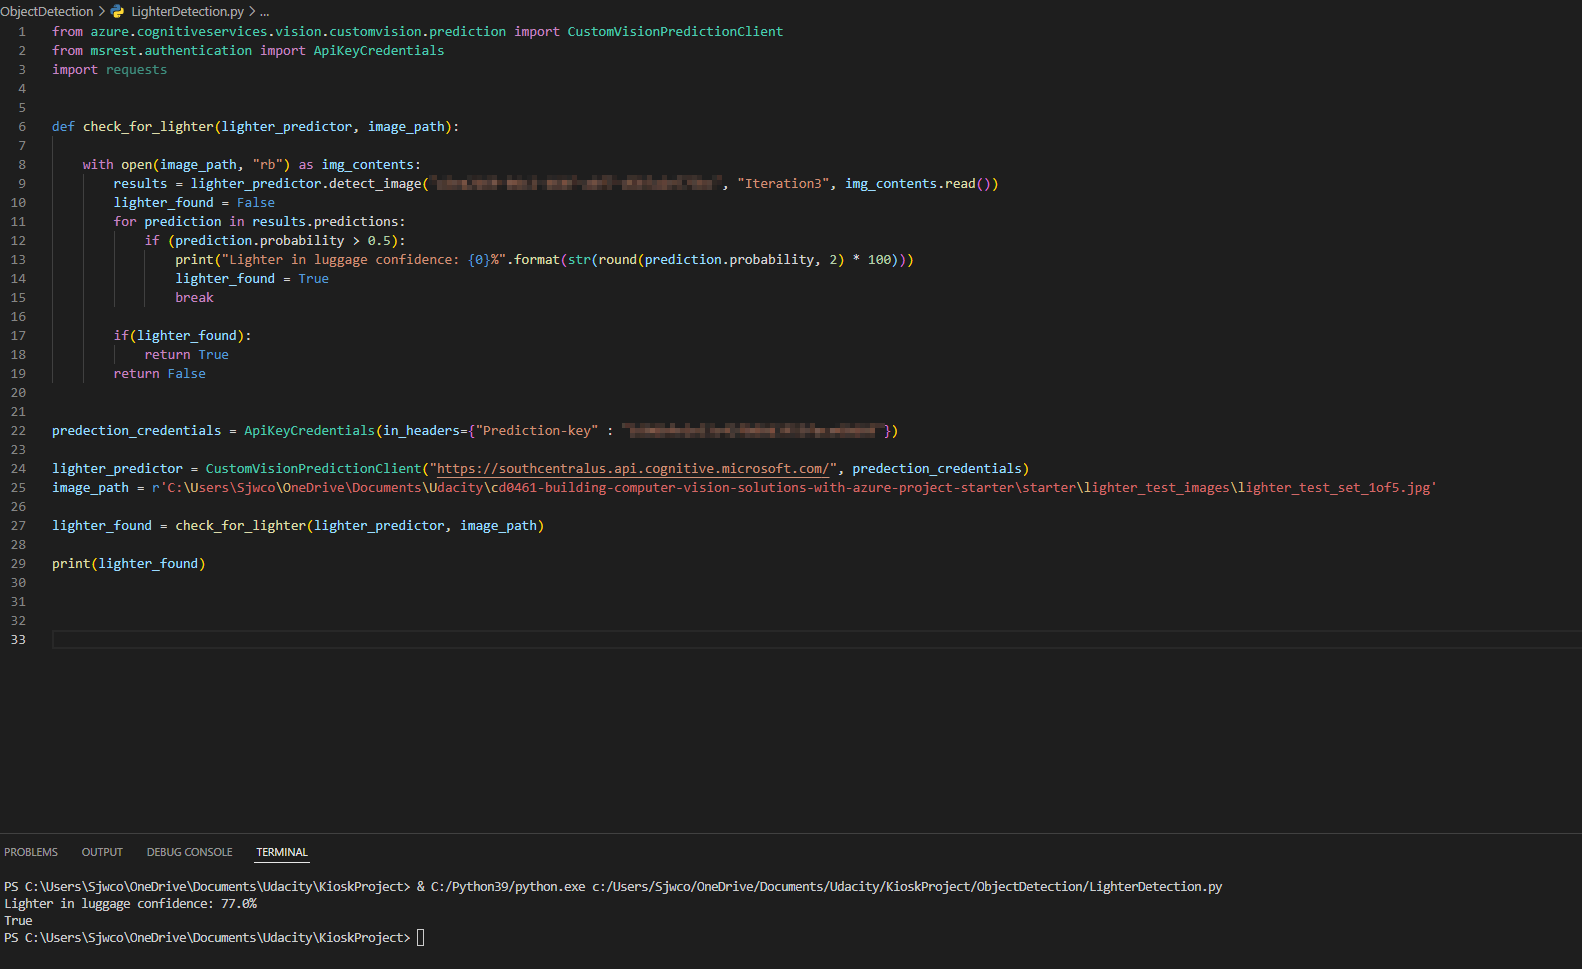 ObjectDetection > LighterDetection.py > ...
1 from azure.cognitiveservices.vision.customvision.prediction import CustomVisionPredictionClient
2 from msrest.authentication import ApiKeyCredentials
3 import requests
4
5
6 def check_for_lighter(lighter_predictor, image_path):
7
8     with open(image_path, "rb") as img_contents:
9         results = lighter_predictor.detect_image("", "Iteration3", img_contents.read())
10         lighter_found = False
11         for prediction in results.predictions:
12             if (prediction.probability > 0.5):
13                 print("Lighter in luggage confidence: {0}%".format(str(round(prediction.probability, 2) * 100)))
14                 lighter_found = True
15                 break
16
17         if(lighter_found):
18             return True
19         return False
20
21
22 predection_credentials = ApiKeyCredentials(in_headers={"Prediction-key" : ""})
23
24 lighter_predictor = CustomVisionPredictionClient("https://southcentralus.api.cognitive.microsoft.com/", predection_credentials)
25 image_path = r'C:\Users\Sjwco\OneDrive\Documents\Udacity\cd0461-building-computer-vision-solutions-with-azure-project-starter\starter\lighter_test_images\lighter_test_set_1of5.jpg'
26
27 lighter_found = check_for_lighter(lighter_predictor, image_path)
28
29 print(lighter_found)
30
31
32
33
PROBLEMS OUTPUT DEBUG CONSOLE TERMINAL
PS C:\Users\Sjwco\OneDrive\Documents\Udacity\KioskProject> & C:/Python39/python.exe c:/Users/Sjwco/OneDrive/Documents/Udacity/KioskProject/ObjectDetection/LighterDetection.py
Lighter in luggage confidence: 77.0%
True
PS C:\Users\Sjwco\OneDrive\Documents\Udacity\KioskProject>